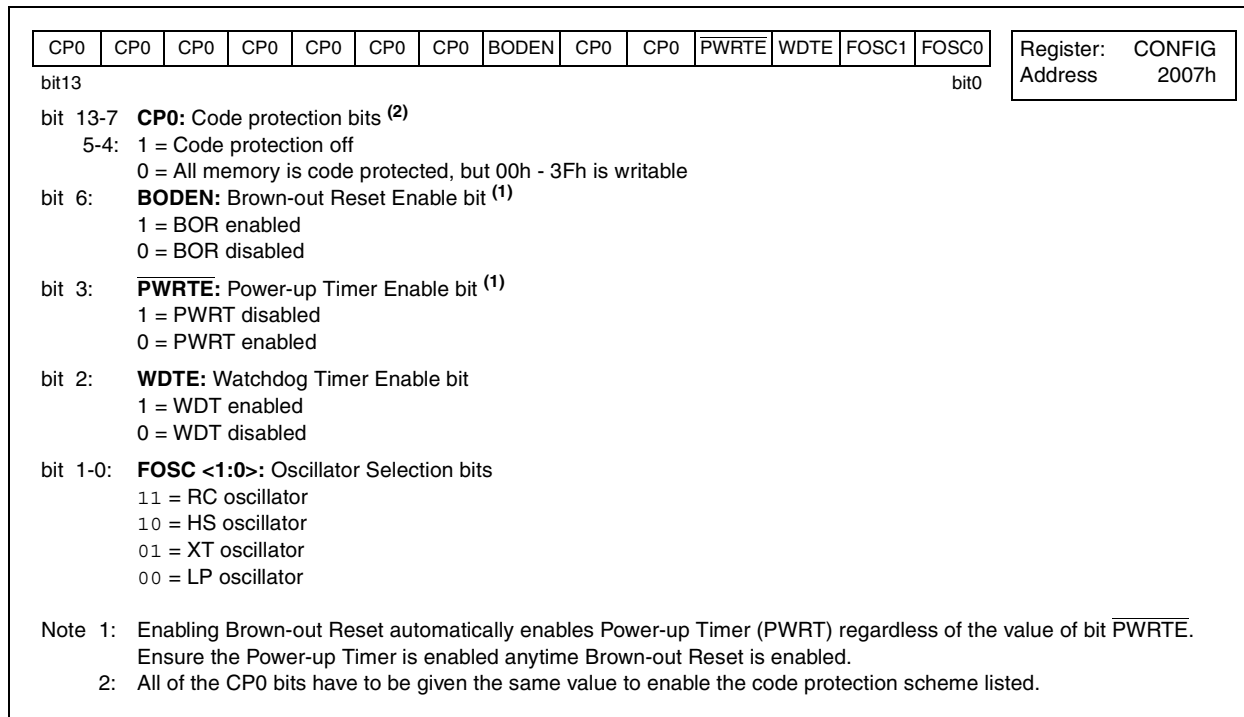 CP0 CP0 CP0 CP0 CP0 CP0 CP0 BODEN CP0 CP0 PWRTE WDTE FOSC1 FOSC0
Register: CONFIG
Address 2007h
bit13 bit0
bit 13-7 CP0: Code protection bits (2)
5-4: 1 = Code protection off
0 = All memory is code protected, but 00h - 3Fh is writable
bit 6: BODEN: Brown-out Reset Enable bit (1)
1 = BOR enabled
0 = BOR disabled
bit 3: PWRTE: Power-up Timer Enable bit (1)
1 = PWRT disabled
0 = PWRT enabled
bit 2: WDTE: Watchdog Timer Enable bit
1 = WDT enabled
0 = WDT disabled
bit 1-0: FOSC <1:0>: Oscillator Selection bits
11 = RC oscillator
10 = HS oscillator
01 = XT oscillator
00 = LP oscillator
Note 1: Enabling Brown-out Reset automatically enables Power-up Timer (PWRT) regardless of the value of bit PWRTE.
Ensure the Power-up Timer is enabled anytime Brown-out Reset is enabled.
2: All of the CP0 bits have to be given the same value to enable the code protection scheme listed.